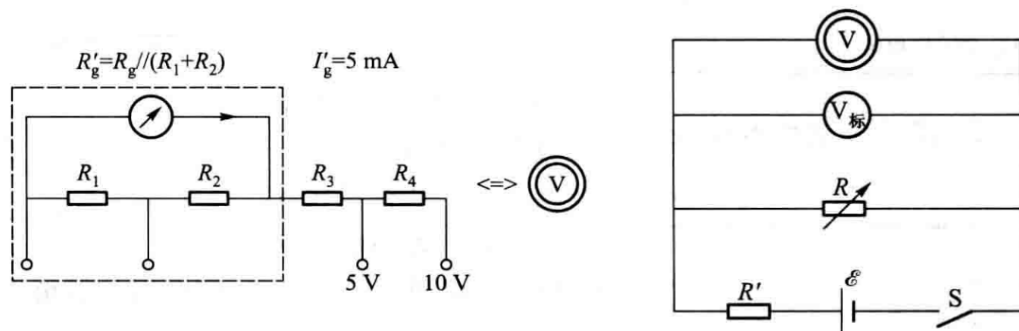 R′g=Rg//(R1+R2) I′g=5 mA
R1 R2 R3 R4 <=> V
5 V 10 V
V
V标
R
R′ ℰ S